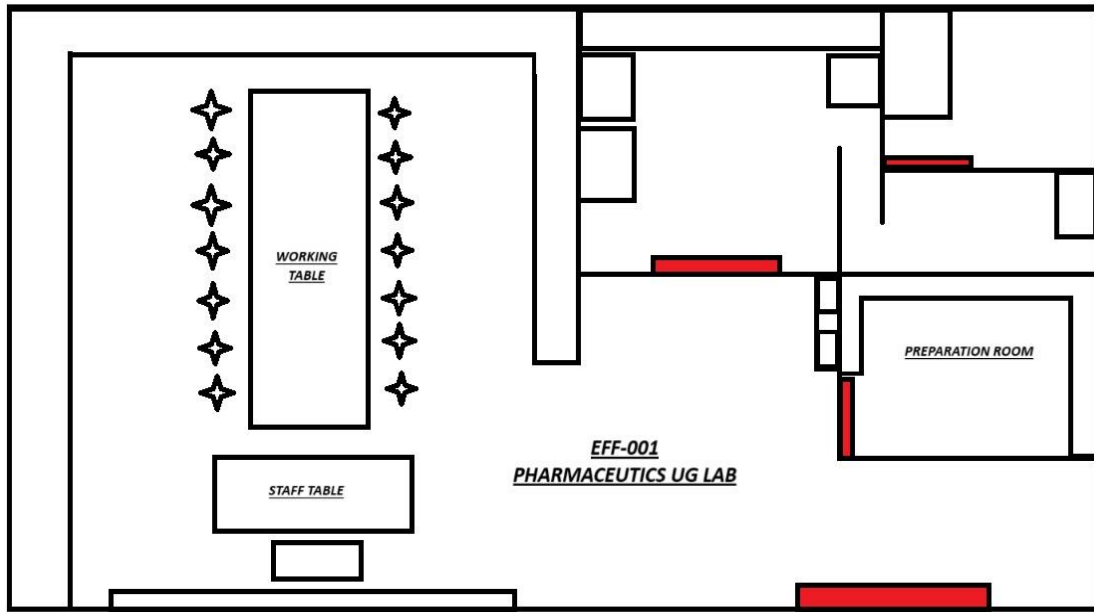 WORKING
TABLE
PREPARATION ROOM
EFF-001
PHARMACEUTICS UG LAB
STAFF TABLE